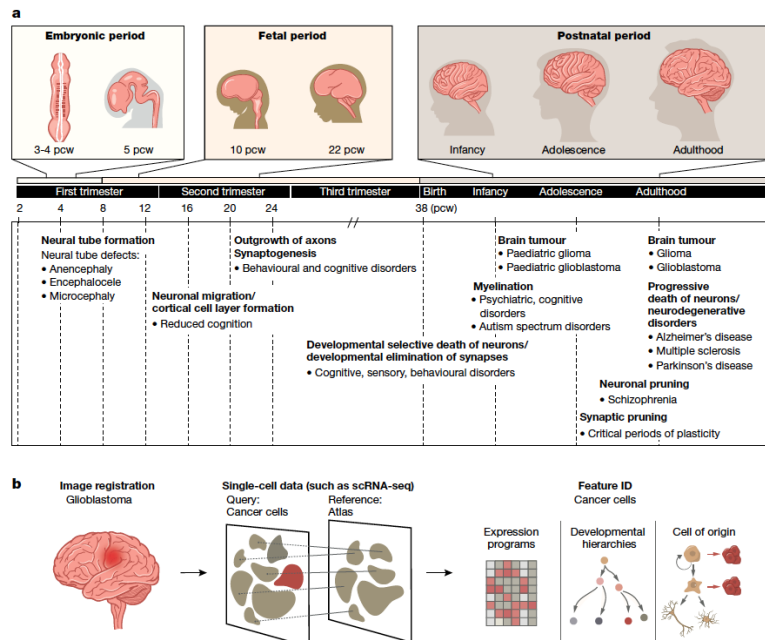 a
Embryonic period
Fetal period
Postnatal period
3-4 pcw
5 pcw
10 pcw
22 pcw
Infancy
Adolescence
Adulthood
First trimester
Second trimester
Third trimester
Birth
Infancy
Adolescence
Adulthood
2
4
8
12
16
20
24
38 (pcw)
Neural tube formation
Neural tube defects:
• Anencephaly
• Encephalocele
• Microcephaly
Neuronal migration/
cortical cell layer formation
• Reduced cognition
Outgrowth of axons
Synaptogenesis
• Behavioural and cognitive disorders
Developmental selective death of neurons/
developmental elimination of synapses
• Cognitive, sensory, behavioural disorders
Brain tumour
• Paediatric glioma
• Paediatric glioblastoma
Myelination
• Psychiatric, cognitive
disorders
• Autism spectrum disorders
Brain tumour
• Glioma
• Glioblastoma
Progressive
death of neurons/
neurodegenerative
disorders
• Alzheimer's disease
• Multiple sclerosis
• Parkinson's disease
Neuronal pruning
• Schizophrenia
Synaptic pruning
• Critical periods of plasticity
b
Image registration
Glioblastoma
Single-cell data (such as scRNA-seq)
Query:
Cancer cells
Reference:
Atlas
Feature ID
Cancer cells
Expression
programs
Developmental
hierarchies
Cell of origin